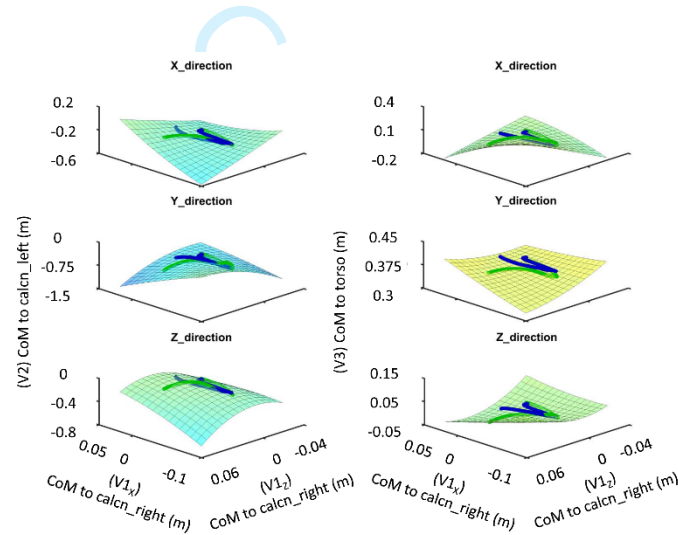 X_direction
X_direction
0.2
-0.2
-0.6
0.4
0.1
-0.2
Y_direction
Y_direction
0
-0.75
-1.5
0.45
0.375
0.3
(V2) CoM to calcn_left (m)
(V3) CoM to torso (m)
Z_direction
Z_direction
0
-0.4
-0.8
0.15
0.05
-0.05
0.05
0
-0.1
0.06
0
-0.04
0.05
0
-0.1
0.06
0
-0.04
(V1X)
CoM to calcn_right (m)
(V1Z)
CoM to calcn_right (m)
(V1X)
CoM to calcn_right (m)
(V1Z)
CoM to calcn_right (m)